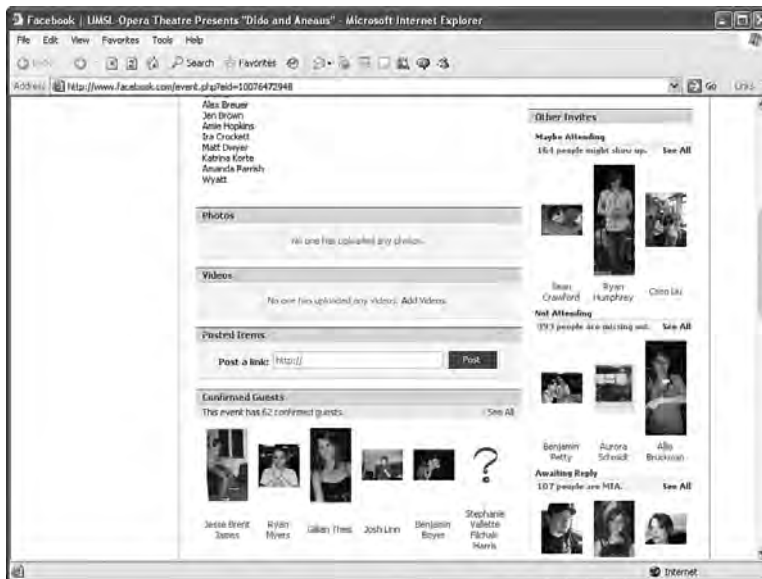 Facebook | UMSL Opera Theatre Presents "Dido and Aneaus" - Microsoft Internet Explorer
File Edit View Favorites Tools Help
Search Favorites
Address http://www.facebook.com/event.php?eid=10076472948 Go Links
Alex Breuer
Jen Brown
Amie Hopkins
Ira Crockett
Matt Dwyer
Katrina Korte
Amanda Parrish
Wyatt
Photos
No one has uploaded any photos.
Videos
No one has uploaded any videos. Add Videos.
Posted Items
Post a link: http:// Post
Confirmed Guests
This event has 62 confirmed guests. See All
Jesse Brent James
Ryan Myers
Gillian Theis
Josh Linn
Benjamin Boyer
Stephanie Vallette Filchak Harris
Other Invites
Maybe Attending
164 people might show up. See All
Sean Crawford
Ryan Humphrey
Coro Liu
Not Attending
393 people are missing out. See All
Benjamin Petty
Aurora Schmidt
Allie Bruckman
Awaiting Reply
107 people are MIA. See All
Internet